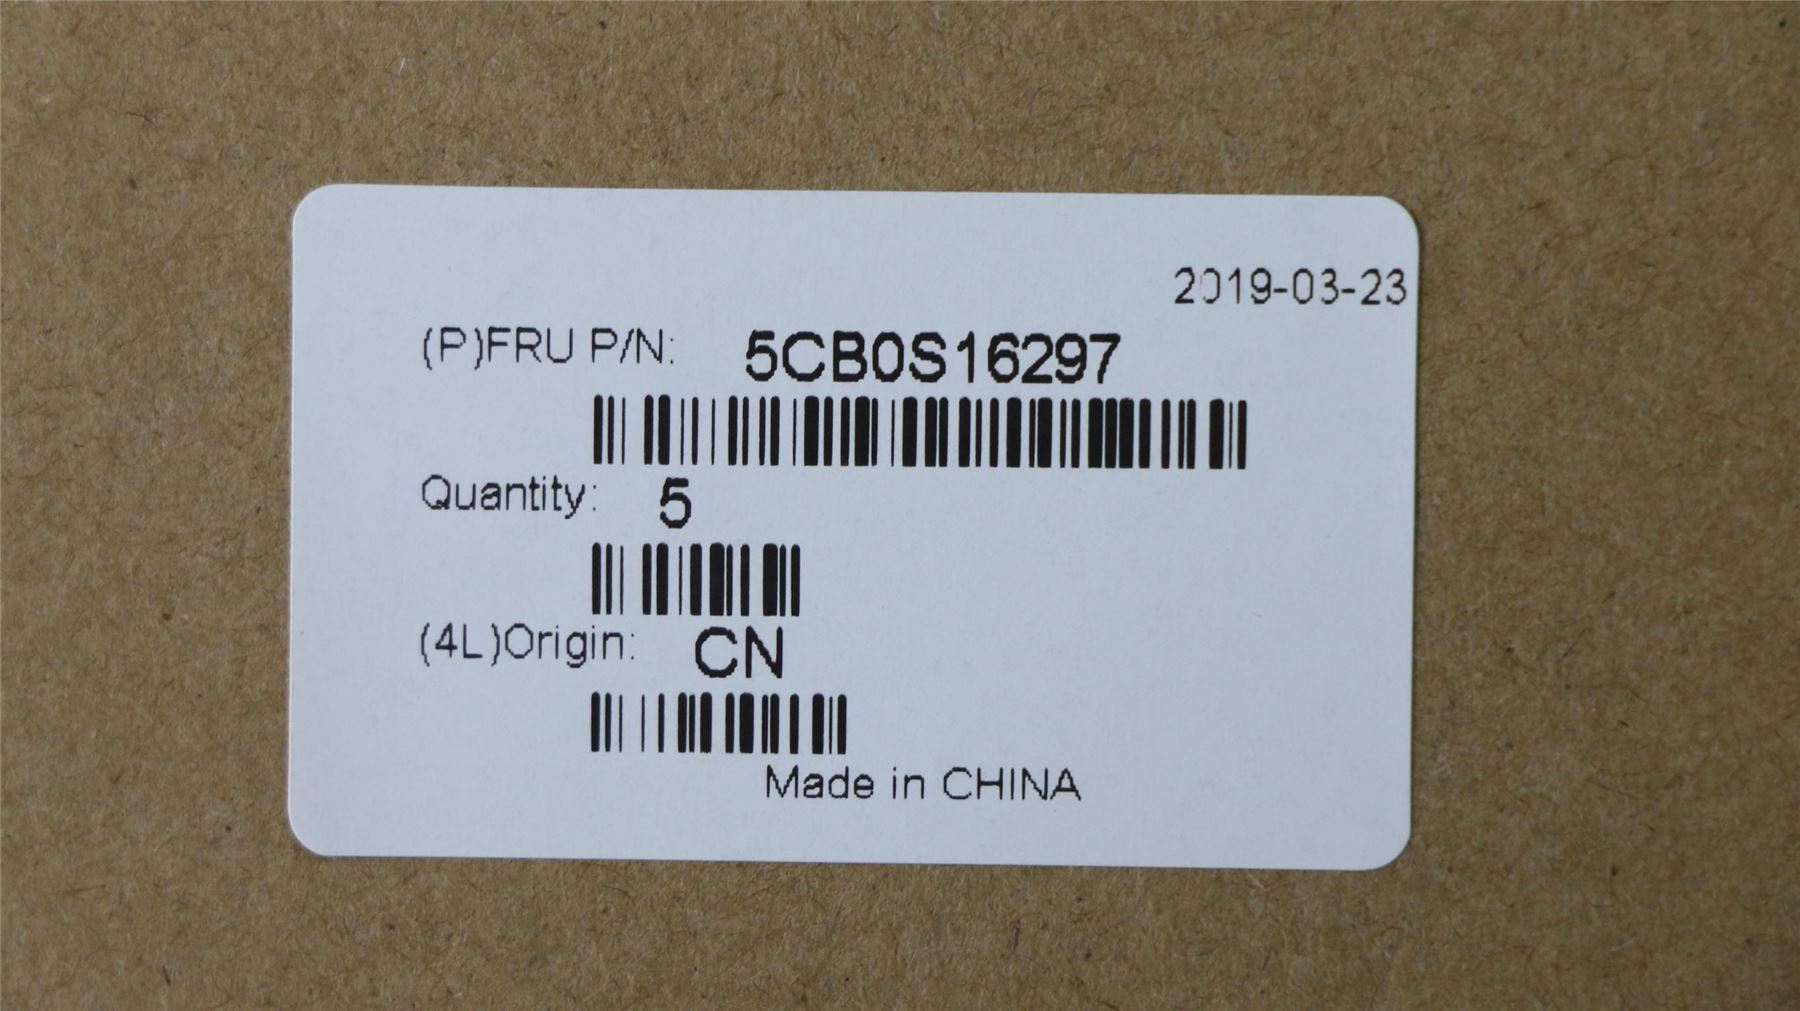 2019-03-23
(P)FRU P/N: 5CB0S16297
Quantity: 5
(4L)Origin: CN
Made in CHINA